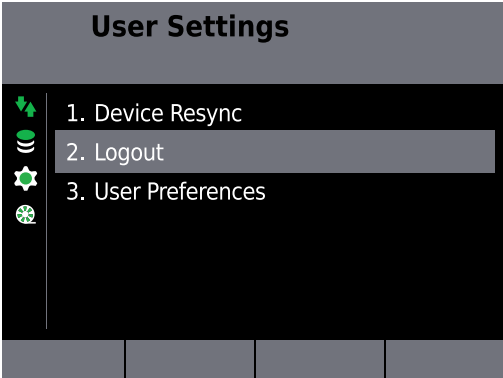 User Settings
1. Device Resync
2. Logout
3. User Preferences